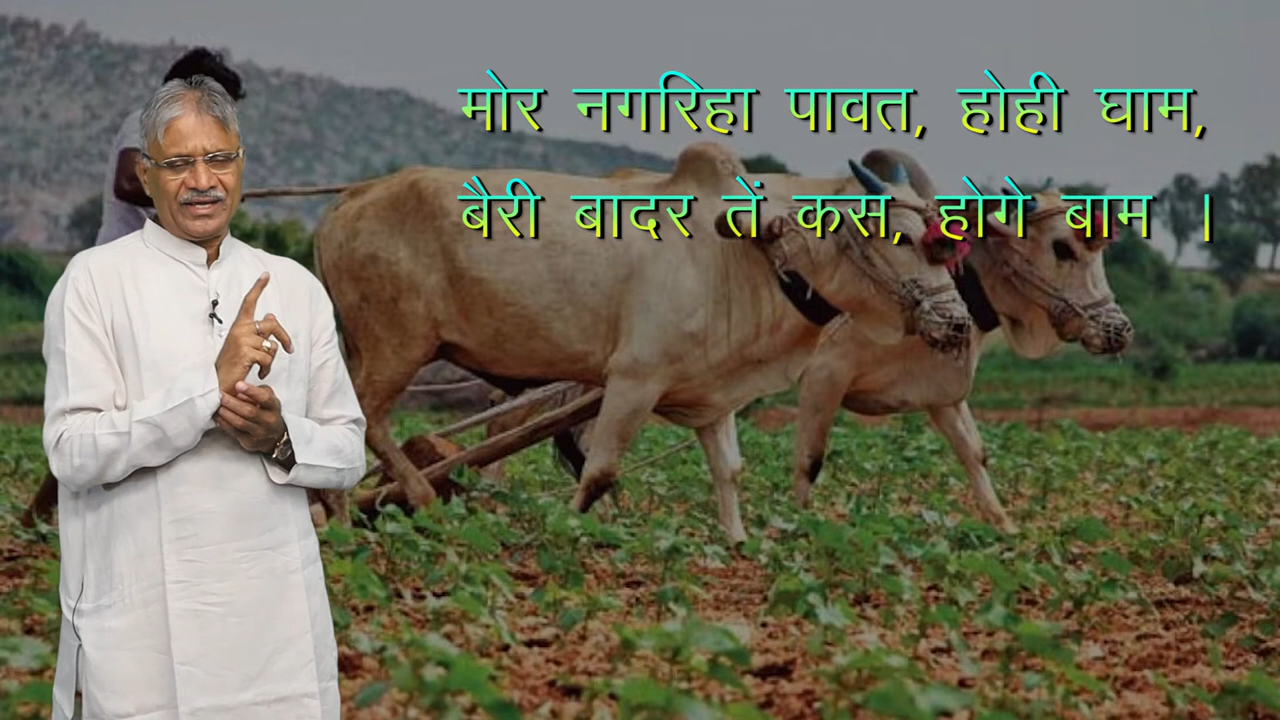 मोर नगरिहा पावत, होही घाम,
बैरी बादर तें कस, होगे बाम ।